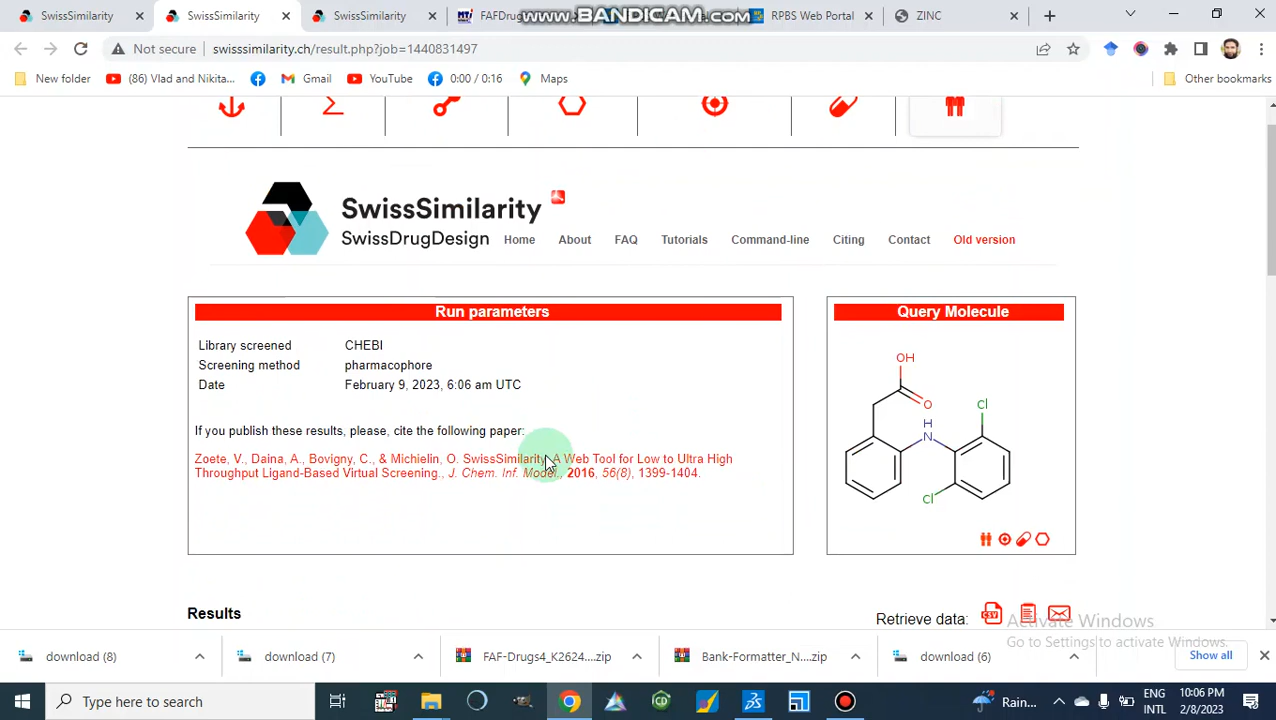 SwissSimilarity
SwissSimilarity
SwissSimilarity
FAFDrug
www.BANDICAM.com
RPBS Web Portal
ZINC
Not secure
swisssimilarity.ch/result.php?job=1440831497
New folder
(86) Vlad and Nikita...
Gmail
YouTube
0:00 / 0:16
Maps
Other bookmarks
SwissSimilarity
SwissDrugDesign
Home
About
FAQ
Tutorials
Command-line
Citing
Contact
Old version
Run parameters
Query Molecule
Library screened CHEBI
Screening method pharmacophore
Date February 9, 2023, 6:06 am UTC
If you publish these results, please, cite the following paper:
Zoete, V., Daina, A., Bovigny, C., & Michielin, O. SwissSimilarity: A Web Tool for Low to Ultra High
Throughput Ligand-Based Virtual Screening., J. Chem. Inf. Model., 2016, 56(8), 1399-1404.
OH
O
H
N
Cl
Cl
Results
Retrieve data:
CSV
Activate Windows
Go to Settings to activate Windows.
download (8)
download (7)
FAF-Drugs4_K2624....zip
Bank-Formatter_N....zip
download (6)
Show all
Type here to search
Rain...
ENG
INTL
10:06 PM
2/8/2023